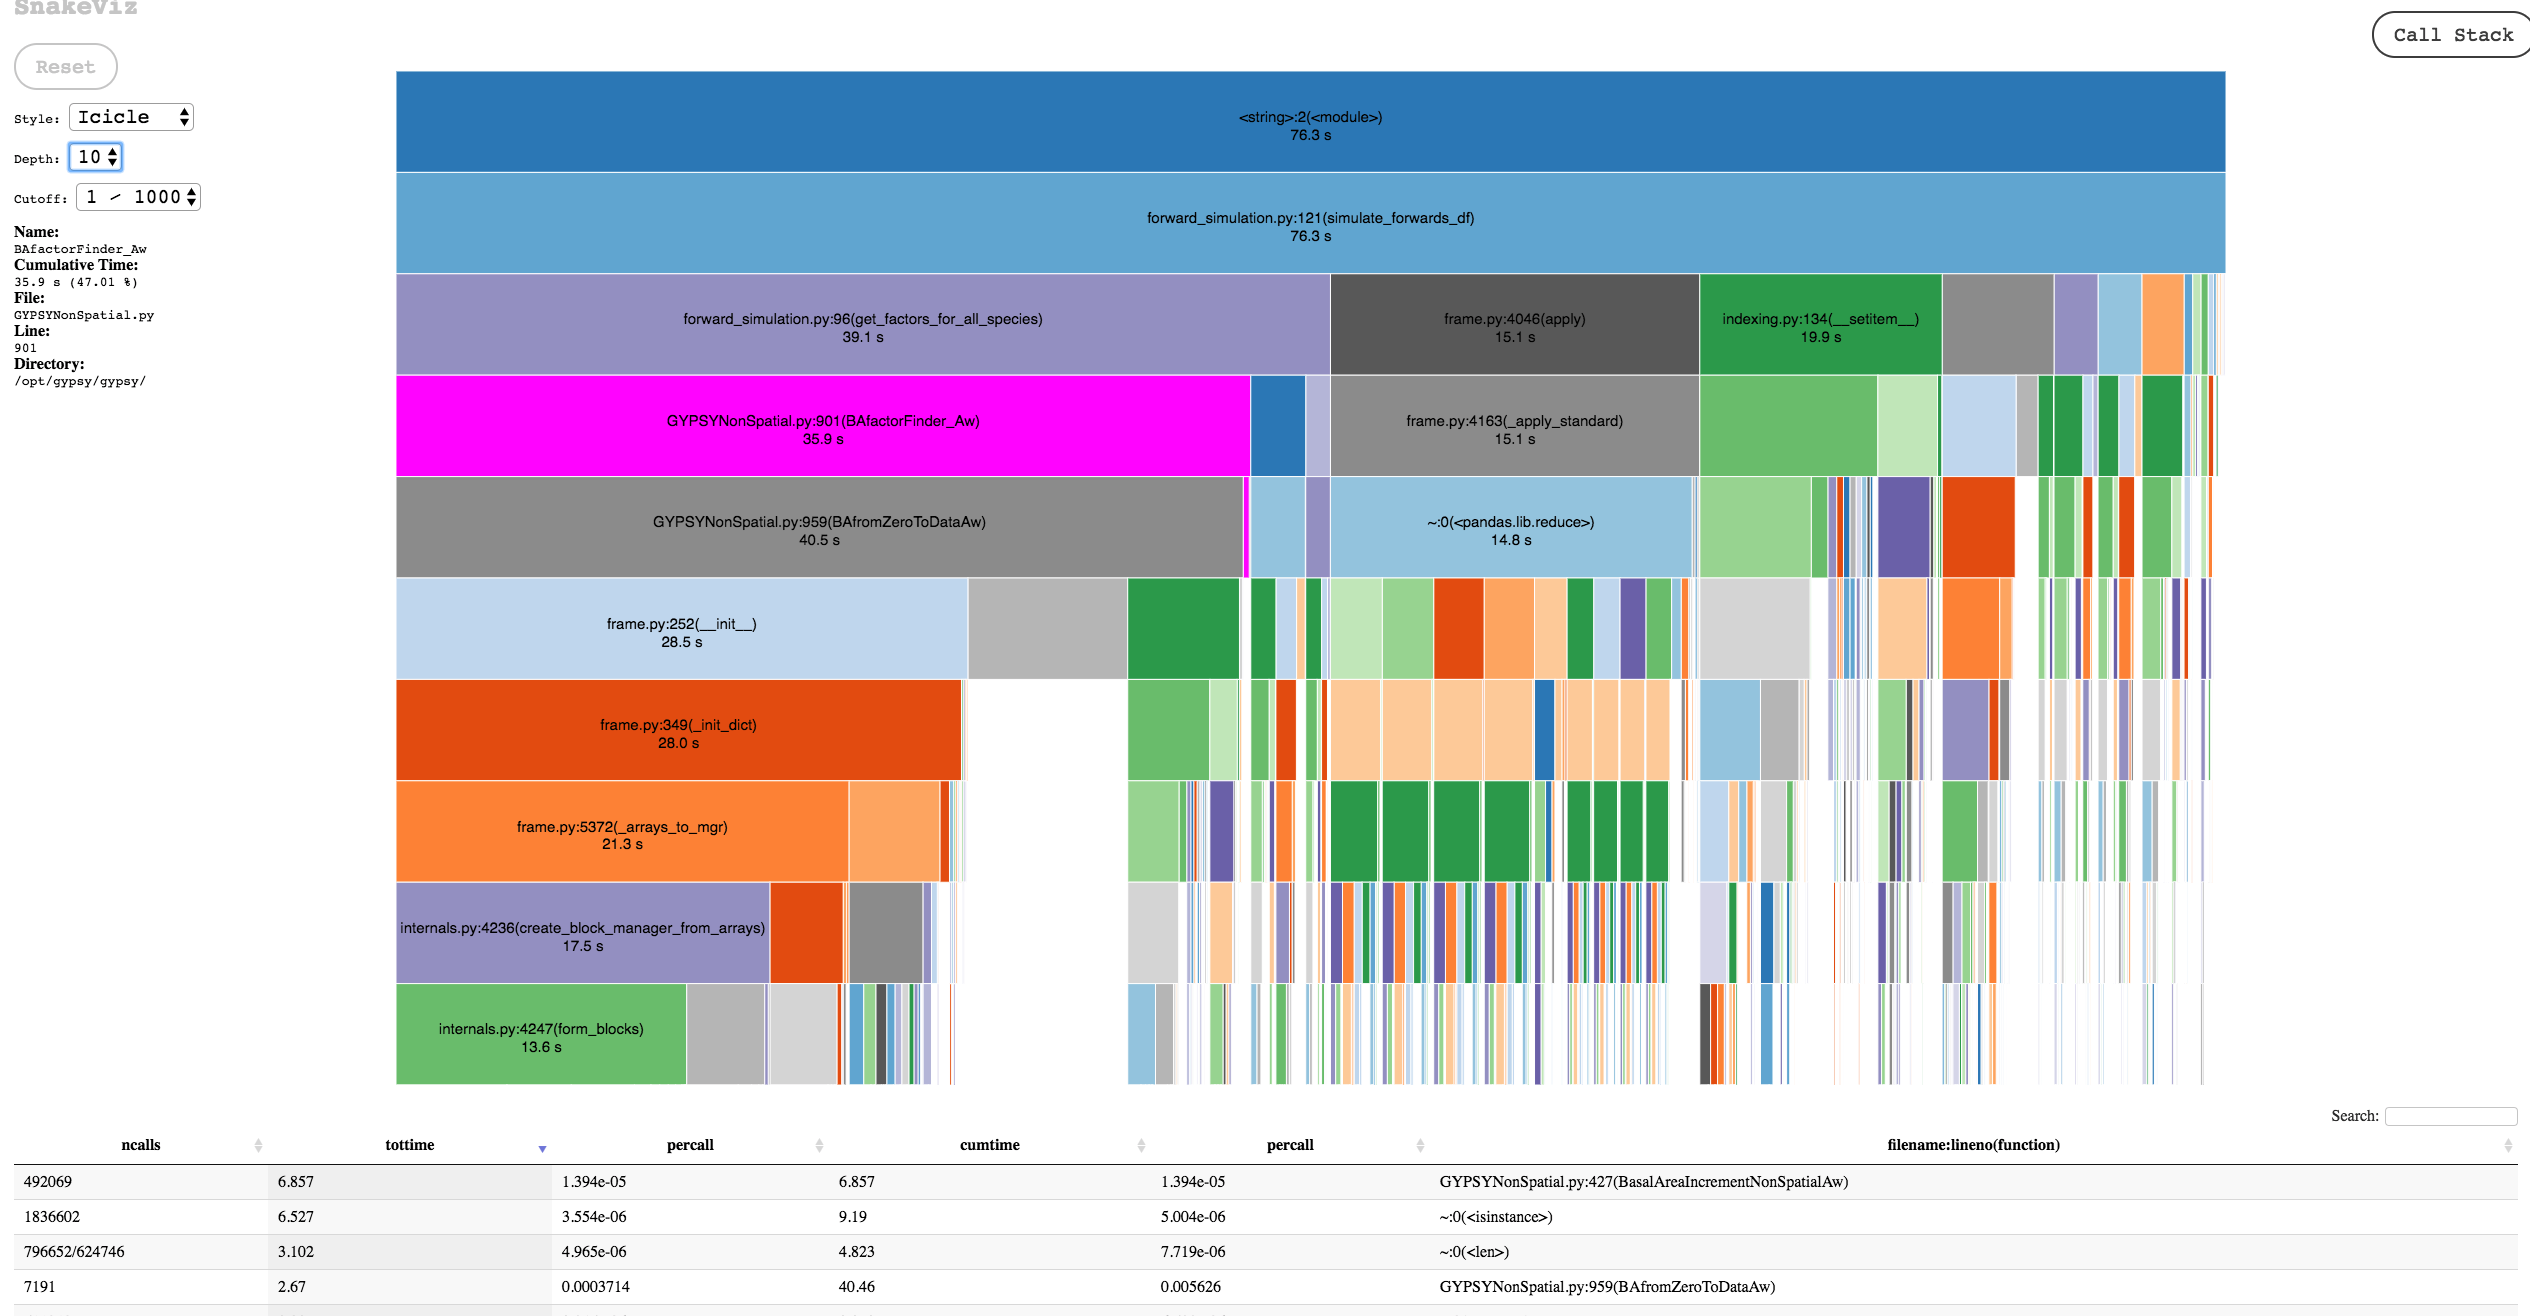 SnakeViz
Call Stack
Reset
Style: Icicle
Depth: 10
Cutoff: 1 / 1000
Name:
BAfactorFinder_Aw
Cumulative Time:
35.9 s (47.01 %)
File:
GYPSYNonSpatial.py
Line:
901
Directory:
/opt/gypsy/gypsy/
<string>:2(<module>)
76.3 s
forward_simulation.py:121(simulate_forwards_df)
76.3 s
forward_simulation.py:96(get_factors_for_all_species)
39.1 s
frame.py:4046(apply)
15.1 s
indexing.py:134(__setitem__)
19.9 s
GYPSYNonSpatial.py:901(BAfactorFinder_Aw)
35.9 s
frame.py:4163(_apply_standard)
15.1 s
GYPSYNonSpatial.py:959(BAfromZeroToDataAw)
40.5 s
~:0(<pandas.lib.reduce>)
14.8 s
frame.py:252(__init__)
28.5 s
frame.py:349(_init_dict)
28.0 s
frame.py:5372(_arrays_to_mgr)
21.3 s
internals.py:4236(create_block_manager_from_arrays)
17.5 s
internals.py:4247(form_blocks)
13.6 s
Search:
ncalls tottime percall cumtime percall filename:lineno(function)
492069 6.857 1.394e-05 6.857 1.394e-05 GYPSYNonSpatial.py:427(BasalAreaIncrementNonSpatialAw)
1836602 6.527 3.554e-06 9.19 5.004e-06 ~:0(<isinstance>)
796652/624746 3.102 4.965e-06 4.823 7.719e-06 ~:0(<len>)
7191 2.67 0.0003714 40.46 0.005626 GYPSYNonSpatial.py:959(BAfromZeroToDataAw)